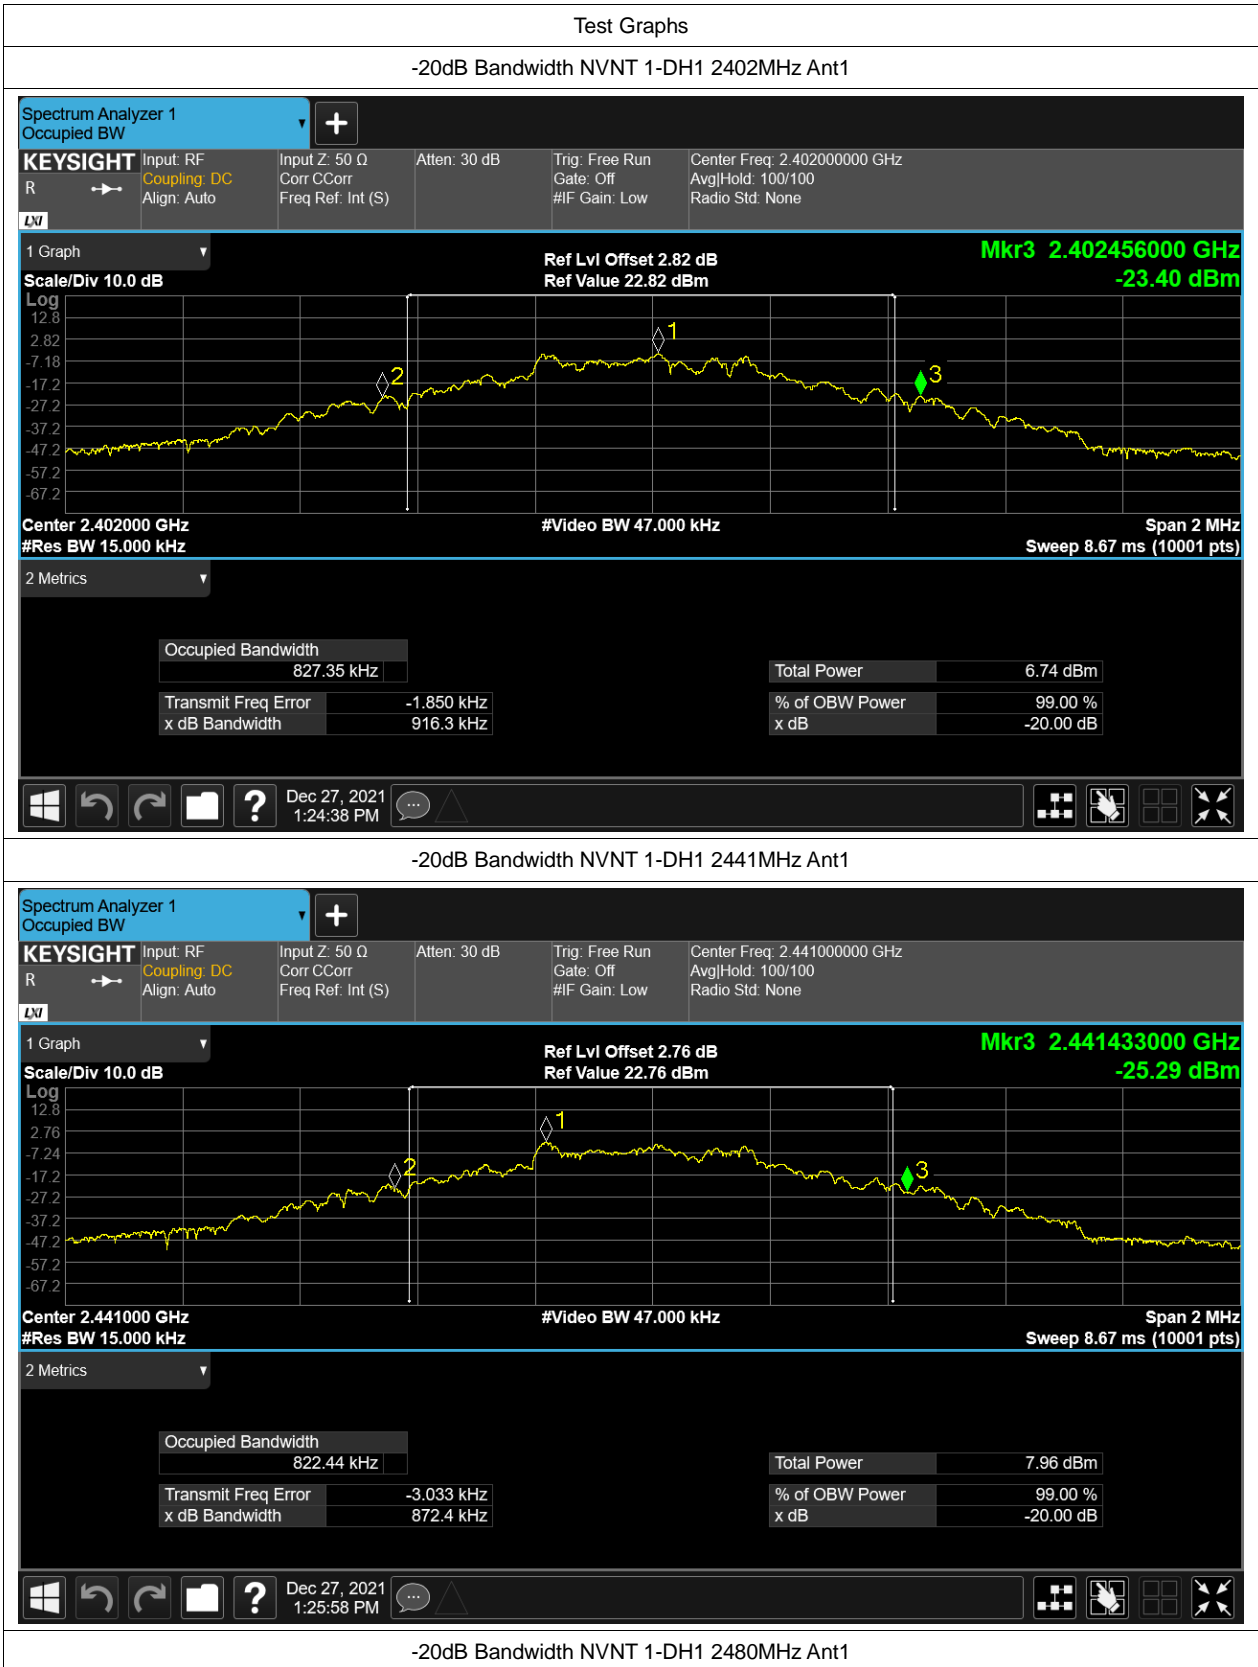 Test Graphs
-20dB Bandwidth NVNT 1-DH1 2402MHz Ant1
Spectrum Analyzer 1
Occupied BW
KEYSIGHT Input: RF Input Z: 50 Ω Atten: 30 dB Trig: Free Run Center Freq: 2.402000000 GHz
R Coupling: DC Corr CCorr Gate: Off Avg|Hold: 100/100
Align: Auto Freq Ref: Int (S) #IF Gain: Low Radio Std: None
LXI
1 Graph Ref Lvl Offset 2.82 dB Mkr3 2.402456000 GHz
Scale/Div 10.0 dB Ref Value 22.82 dBm -23.40 dBm
Log
12.8
2.82
-7.18
-17.2
-27.2
-37.2
-47.2
-57.2
-67.2
1
2
3
Center 2.402000 GHz #Video BW 47.000 kHz Span 2 MHz
#Res BW 15.000 kHz Sweep 8.67 ms (10001 pts)
2 Metrics
Occupied Bandwidth
827.35 kHz Total Power 6.74 dBm
Transmit Freq Error -1.850 kHz % of OBW Power 99.00 %
x dB Bandwidth 916.3 kHz x dB -20.00 dB
? Dec 27, 2021
1:24:38 PM
-20dB Bandwidth NVNT 1-DH1 2441MHz Ant1
Spectrum Analyzer 1
Occupied BW
KEYSIGHT Input: RF Input Z: 50 Ω Atten: 30 dB Trig: Free Run Center Freq: 2.441000000 GHz
R Coupling: DC Corr CCorr Gate: Off Avg|Hold: 100/100
Align: Auto Freq Ref: Int (S) #IF Gain: Low Radio Std: None
LXI
1 Graph Ref Lvl Offset 2.76 dB Mkr3 2.441433000 GHz
Scale/Div 10.0 dB Ref Value 22.76 dBm -25.29 dBm
Log
12.8
2.76
-7.24
-17.2
-27.2
-37.2
-47.2
-57.2
-67.2
1
2
3
Center 2.441000 GHz #Video BW 47.000 kHz Span 2 MHz
#Res BW 15.000 kHz Sweep 8.67 ms (10001 pts)
2 Metrics
Occupied Bandwidth
822.44 kHz Total Power 7.96 dBm
Transmit Freq Error -3.033 kHz % of OBW Power 99.00 %
x dB Bandwidth 872.4 kHz x dB -20.00 dB
? Dec 27, 2021
1:25:58 PM
-20dB Bandwidth NVNT 1-DH1 2480MHz Ant1